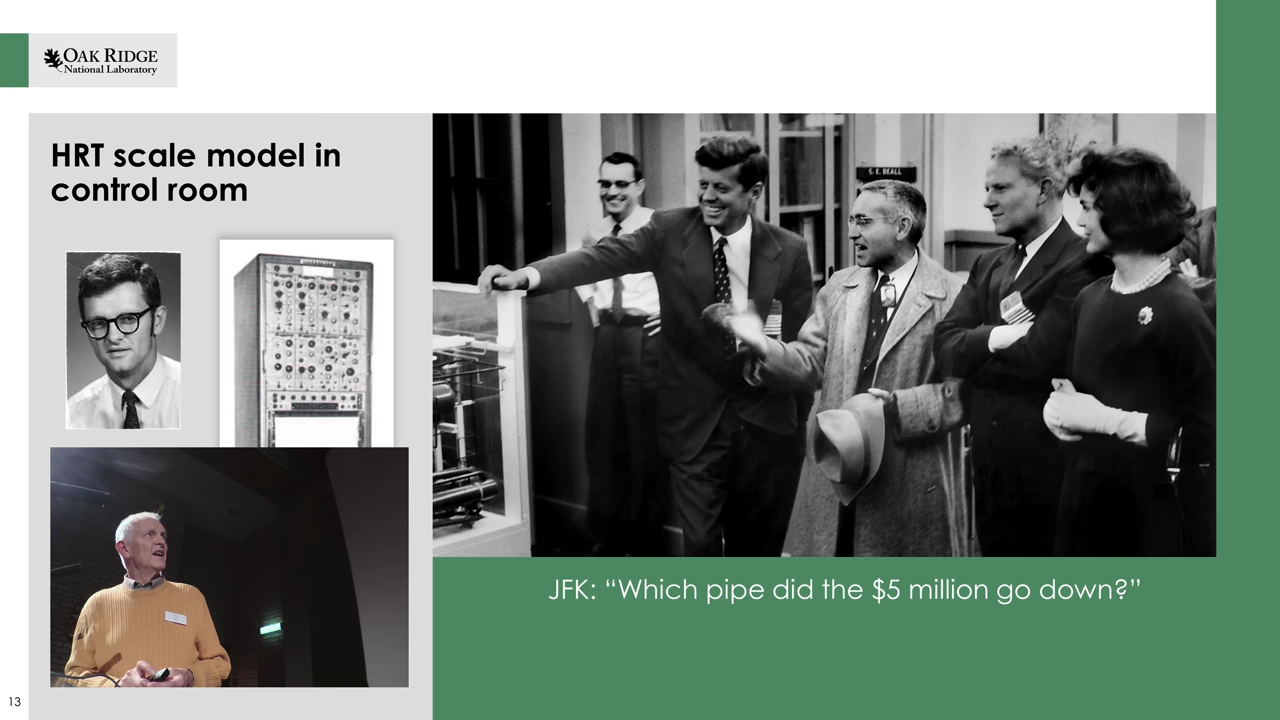 OAK RIDGE
National Laboratory
HRT scale model in
control room
S. E. BEALL
JFK: “Which pipe did the $5 million go down?”
13